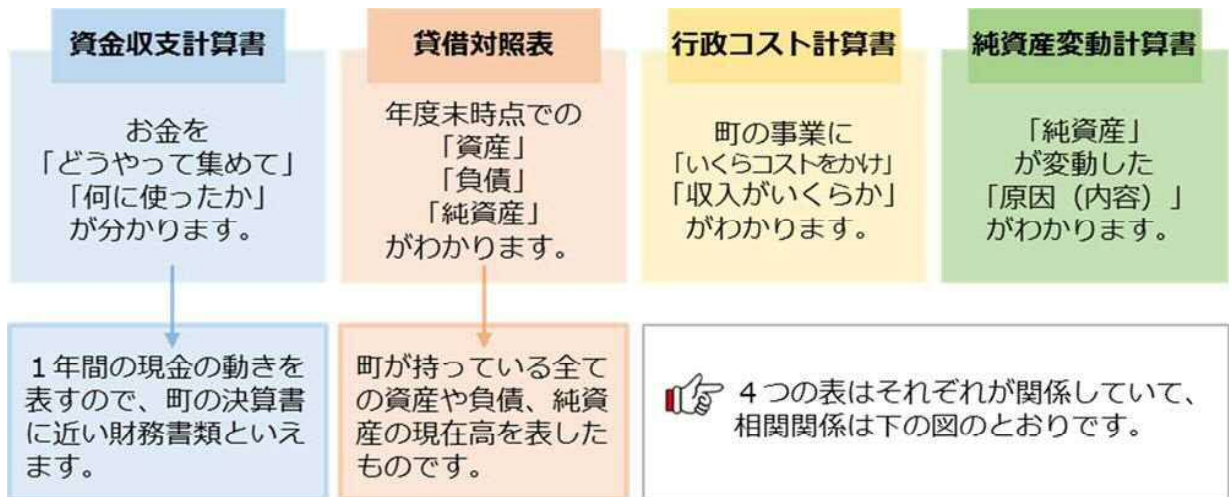 資金収支計算書
お金を
「どうやって集めて」
「何に使ったか」
が分かります。
１年間の現金の動きを
表すので、町の決算書
に近い財務書類といえ
ます。
貸借対照表
年度末時点での
「資産」
「負債」
「純資産」
がわかります。
町が持っている全て
の資産や負債、純資
産の現在高を表した
ものです。
行政コスト計算書
町の事業に
「いくらコストをかけ」
「収入がいくらか」
がわかります。
純資産変動計算書
「純資産」
が変動した
「原因（内容）」
がわかります。
４つの表はそれぞれが関係していて、
相関関係は下の図のとおりです。